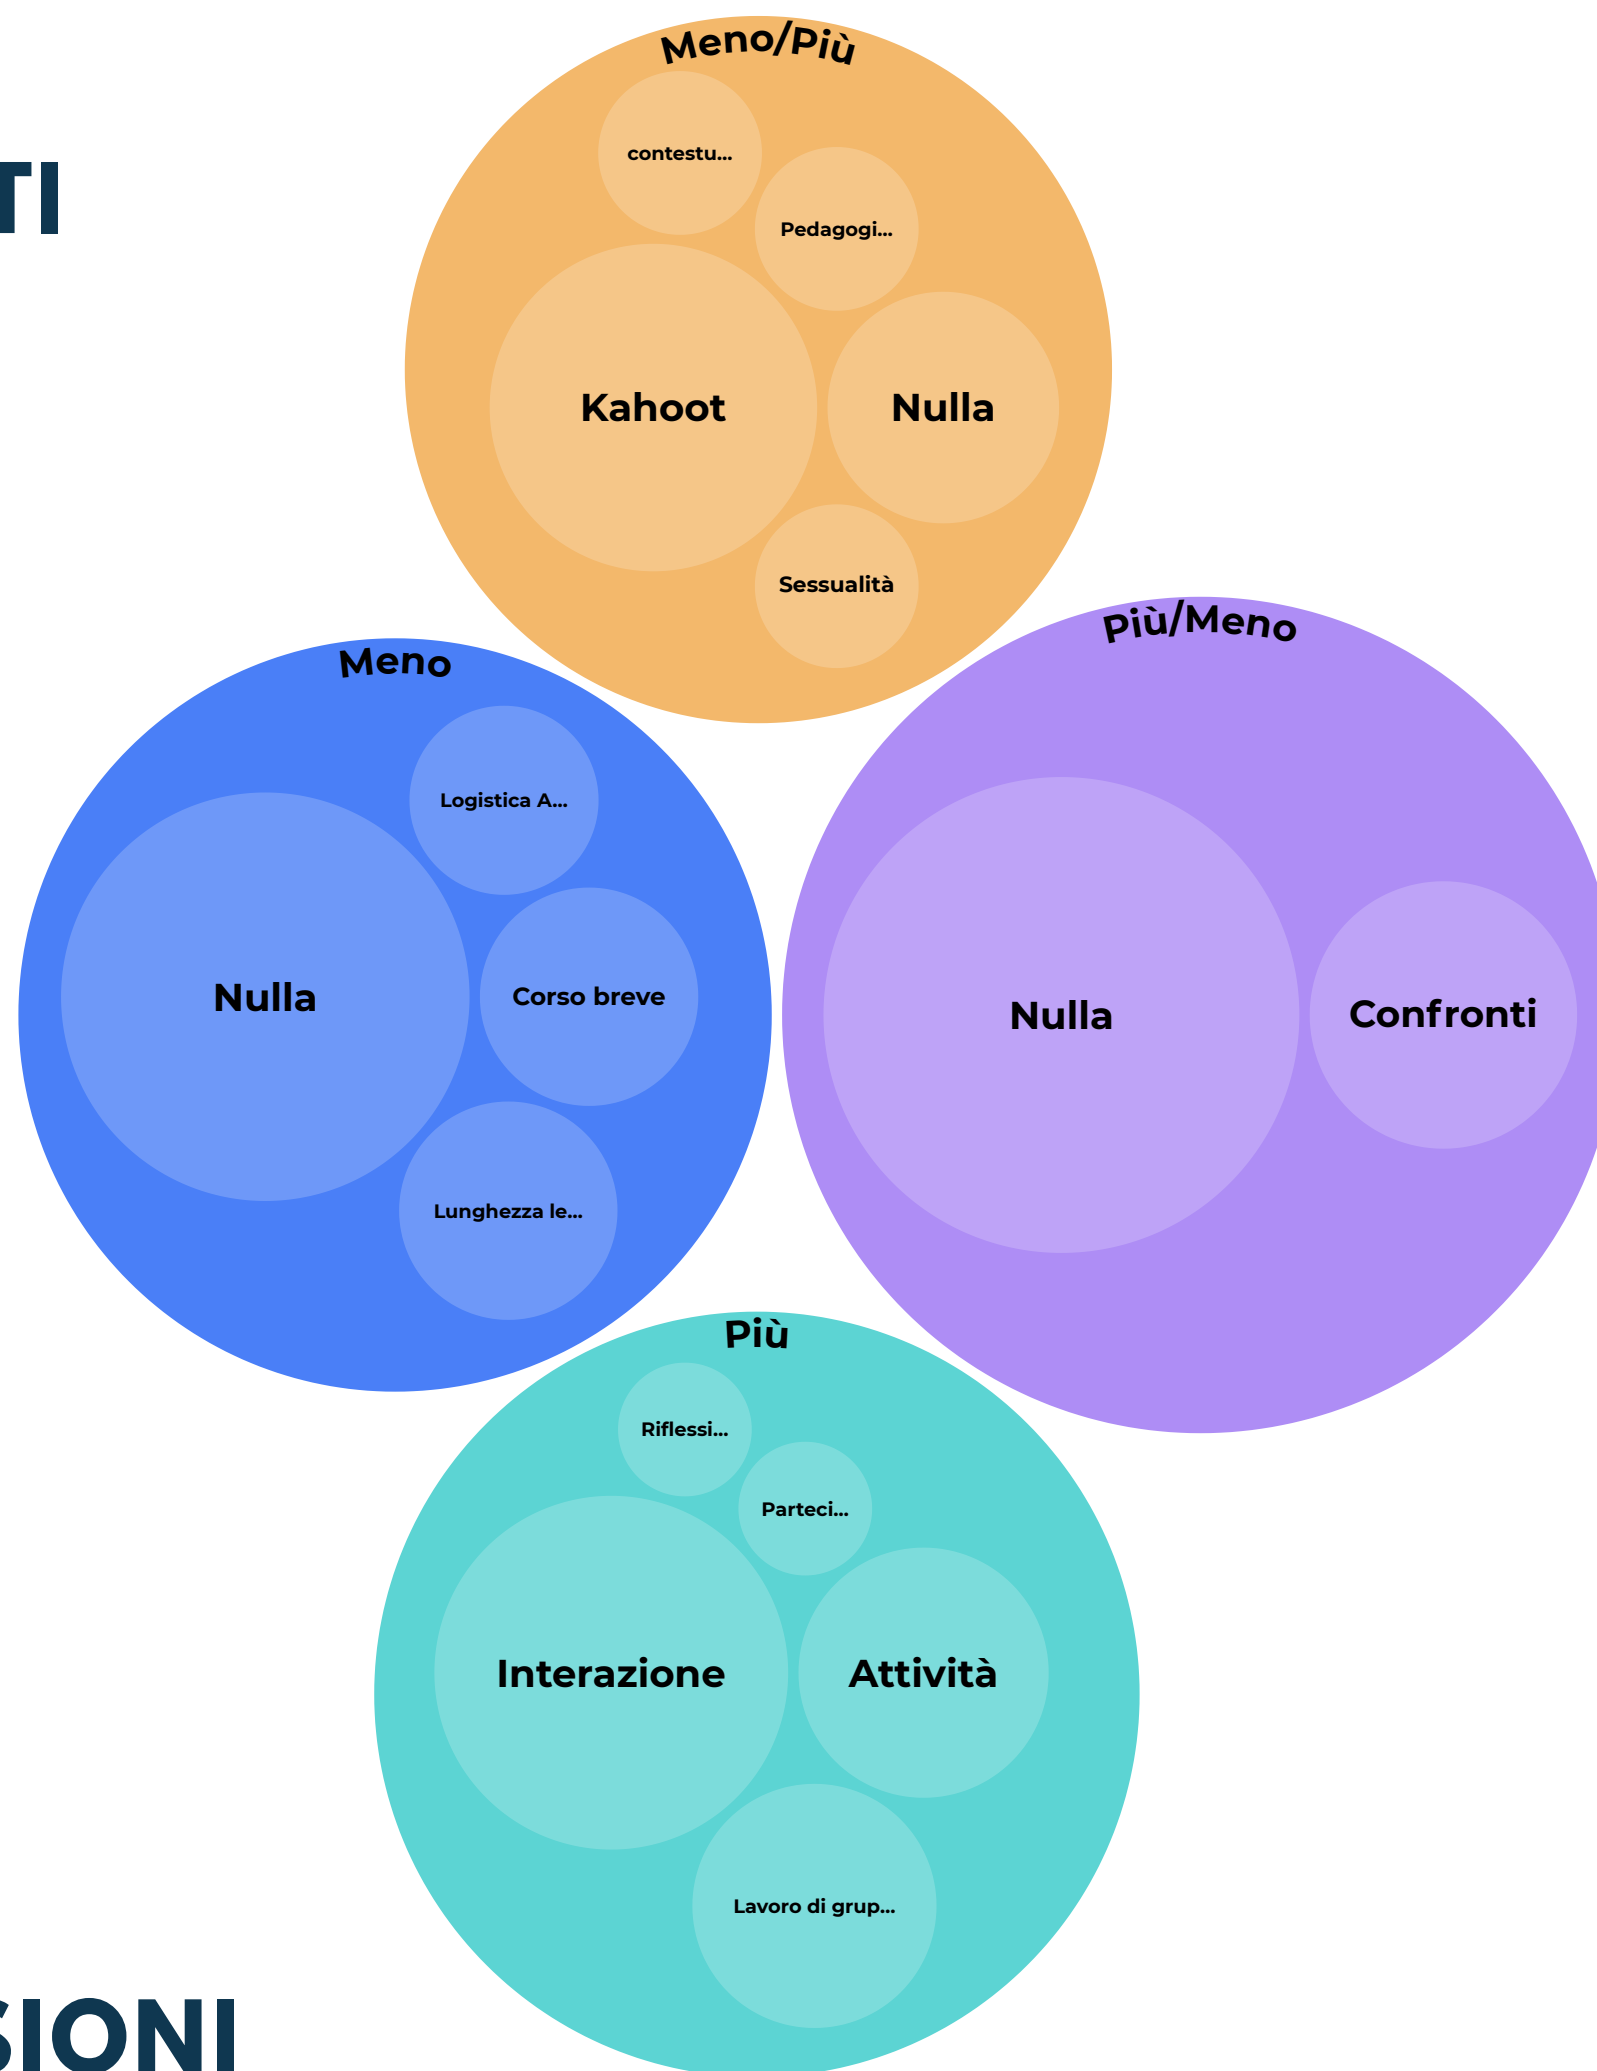 Meno/Più
contestu...
TI
Pedagogi...
Kahoot
Nulla
Sessualità
Più/Meno
Meno
Logistica A...
Nulla
Corso breve
Nulla
Confronti
Lunghezza le...
Più
Riflessi...
Parteci...
Interazione
Attività
Lavoro di grup...
SIONI